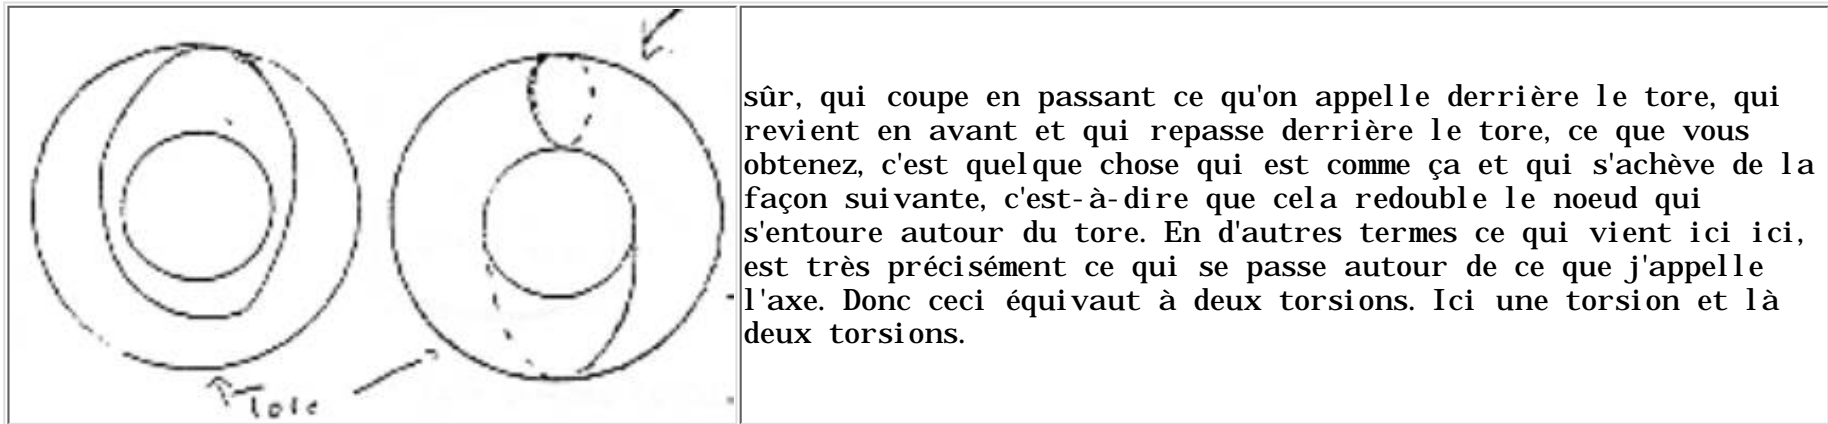 sûr, qui coupe en passant ce qu'on appelle derrière le tore, qui
revient en avant et qui repasse derrière le tore, ce que vous
obtenez, c'est quelque chose qui est comme ça et qui s'achève de la
façon suivante, c'est-à-dire que cela redouble le noeud qui
s'entoure autour du tore. En d'autres termes ce qui vient ici ici,
est très précisément ce qui se passe autour de ce que j'appelle
l'axe. Donc ceci équivaut à deux torsions. Ici une torsion et là
deux torsions.
Tore